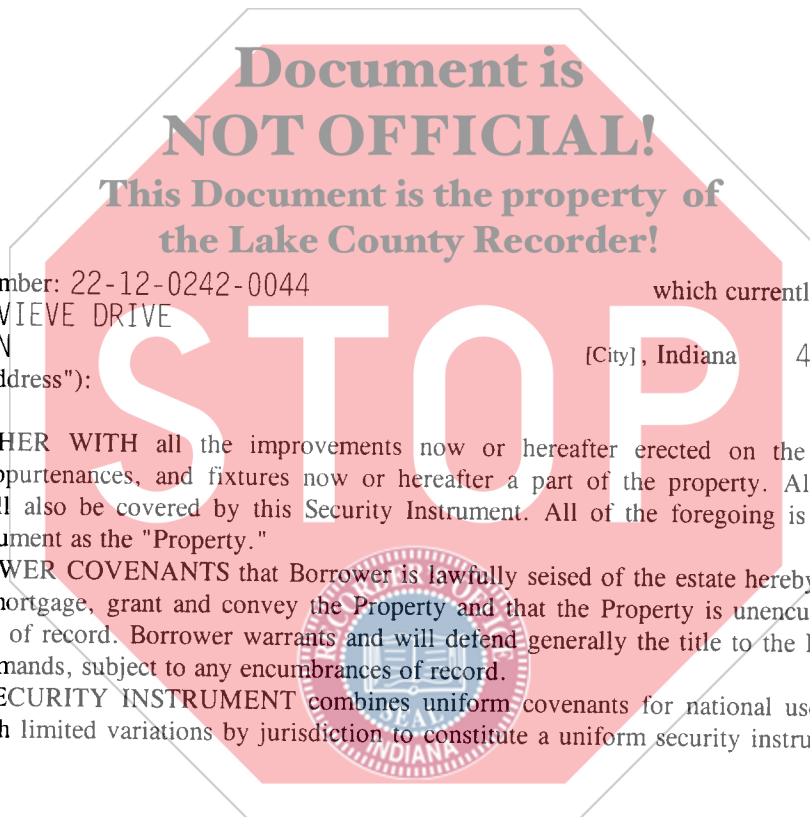 Document is
NOT OFFICIAL!
This Document is the property of
the Lake County Recorder!
mber: 22-12-0242-0044 which currentl
VIEVE DRIVE
N [City], Indiana 4
ddress"):
STOP
HER WITH all the improvements now or hereafter erected on the
ppurtenances, and fixtures now or hereafter a part of the property. Al
ll also be covered by this Security Instrument. All of the foregoing is
ument as the "Property."
WER COVENANTS that Borrower is lawfully seised of the estate hereby
nortgage, grant and convey the Property and that the Property is unencu
of record. Borrower warrants and will defend generally the title to the
mands, subject to any encumbrances of record.
ECURITY INSTRUMENT combines uniform covenants for national us
h limited variations by jurisdiction to constitute a uniform security instru
SEAL
INDIANA